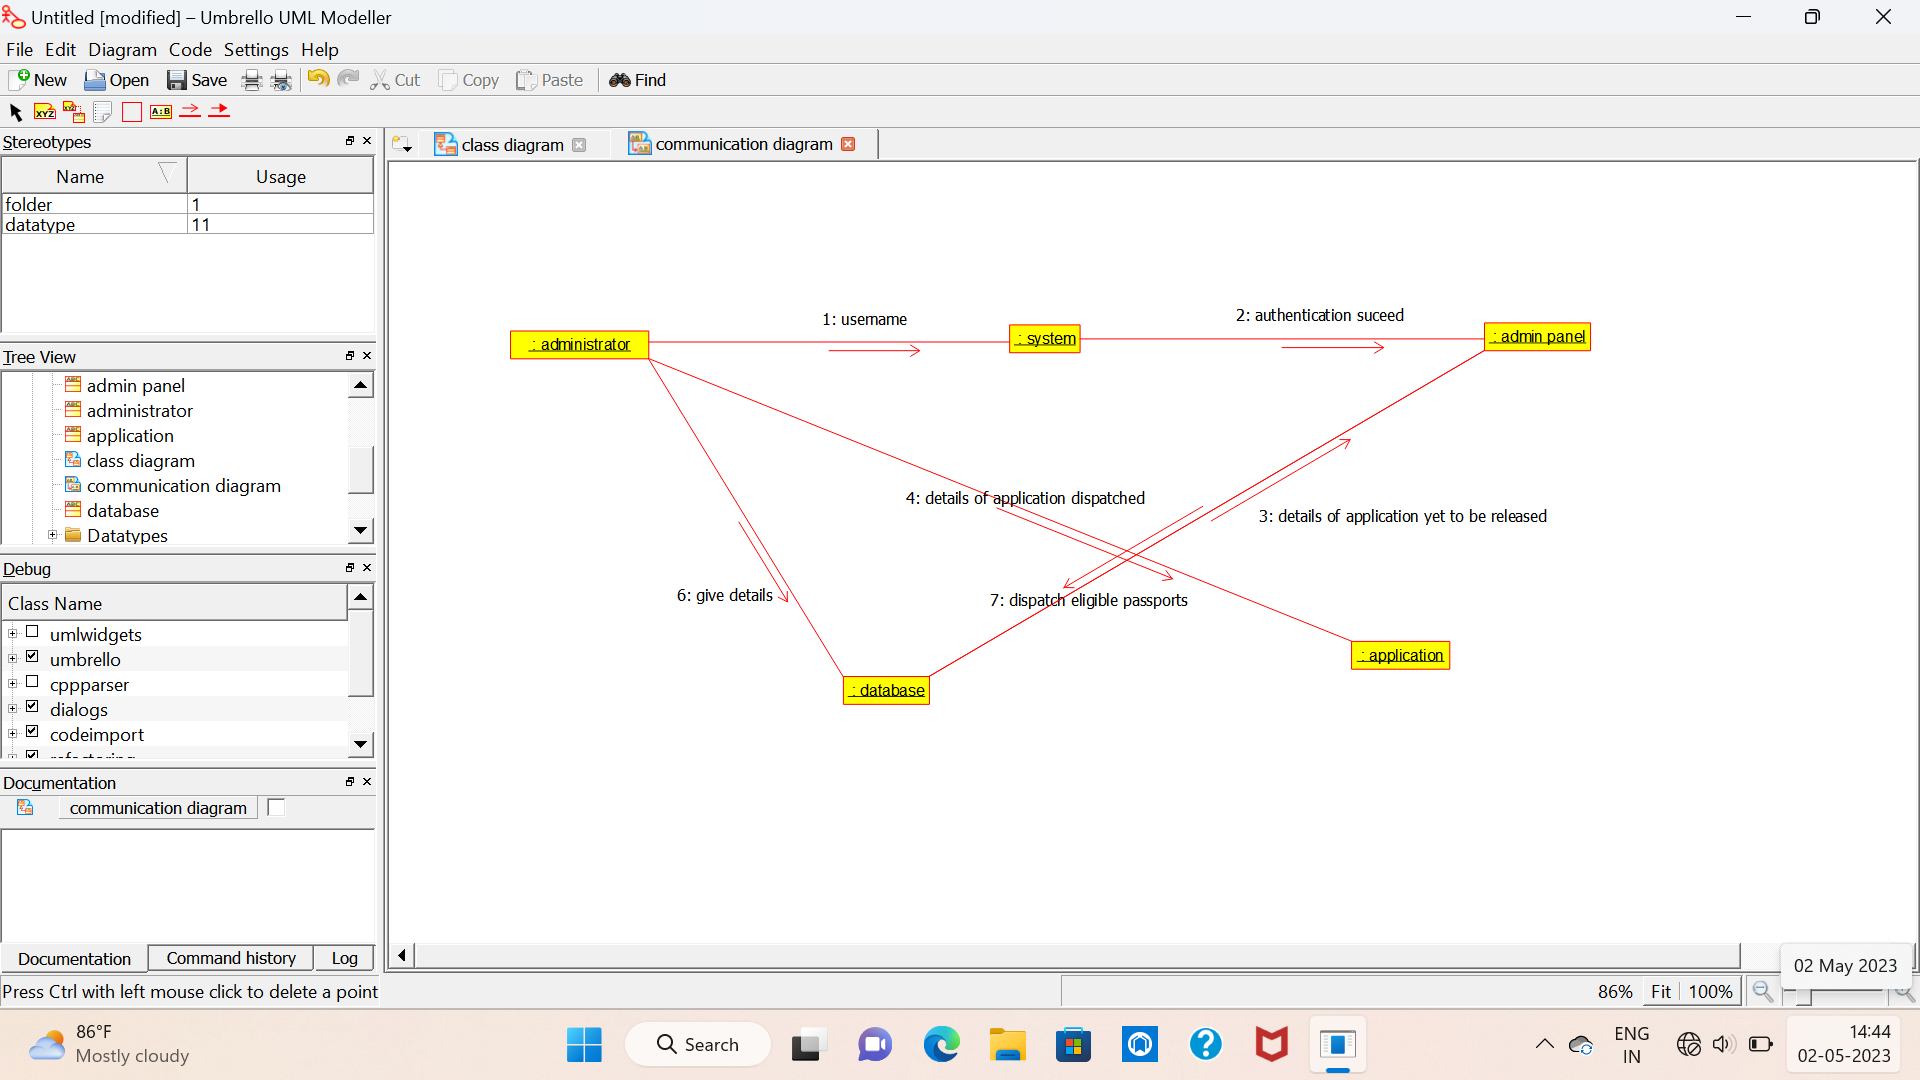 Untitled [modified] – Umbrello UML Modeller
File Edit Diagram Code Settings Help
New Open Save Cut Copy Paste Find
XYZ XYZ A:B
Stereotypes
Name Usage
folder 1
datatype 11
Tree View
admin panel
administrator
application
class diagram
communication diagram
database
Datatypes
Debug
Class Name
umlwidgets
umbrello
cppparser
dialogs
codeimport
refactoring
Documentation
communication diagram
Documentation Command history Log
Press Ctrl with left mouse click to delete a point
class diagram communication diagram
1: username
2: authentication suceed
: administrator
: system
: admin panel
4: details of application dispatched
3: details of application yet to be released
6: give details
7: dispatch eligible passports
: application
: database
02 May 2023
86% Fit 100%
86°F
Mostly cloudy
Search
ENG
IN
14:44
02-05-2023